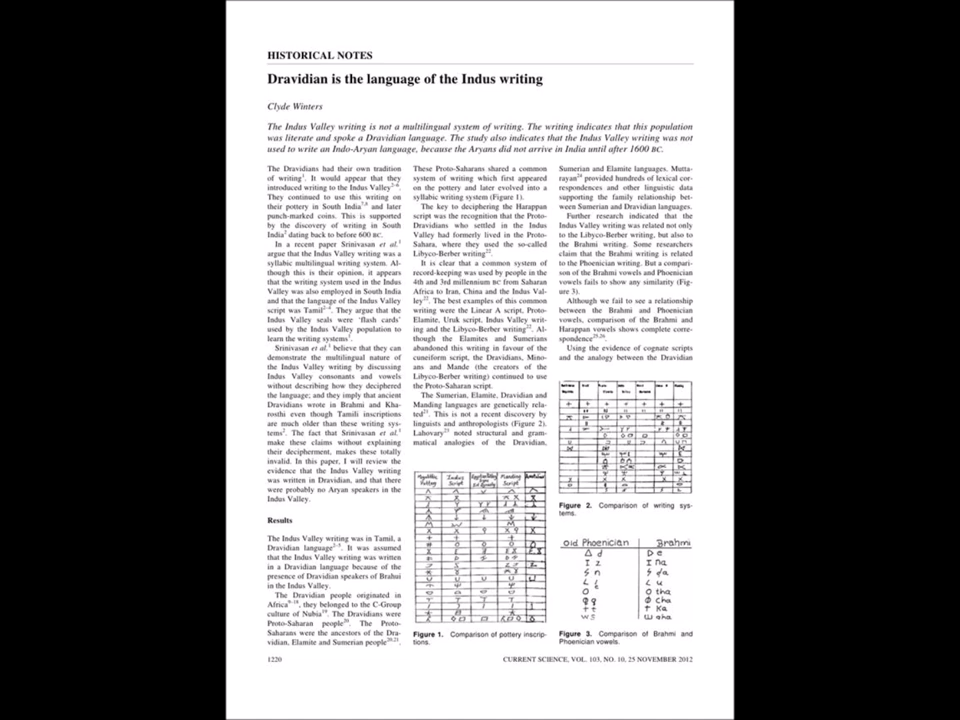 HISTORICAL NOTES
Dravidian is the language of the Indus writing
Clyde Winters
The Indus Valley writing is not a multilingual system of writing. The writing indicates that this population
was literate and spoke a Dravidian language. The study also indicates that the Indus Valley writing was not
used to write an Indo-Aryan language, because the Aryans did not arrive in India until after 1600 BC.
The Dravidians had their own tradition
of writing¹. It would appear that they
introduced writing to the Indus Valley²⁻⁴.
They continued to use this writing on
their pottery in South India and later
punch-marked coins. This is supported
by the discovery of writing in South
India dating back to before 600 BC.
In a recent paper Srinivasan et al.¹
argue that the Indus Valley writing was a
syllabic multilingual writing system. Al-
though this is their opinion, it appears
that the writing system used in the Indus
Valley was also employed in South India
and that the language of the Indus Valley
script was Tamil²⁻⁴. They argue that the
Indus Valley seals were 'flash cards'
used by the Indus Valley population to
learn the writing systems.
Srinivasan et al.¹ believe that they can
demonstrate the multilingual nature of
the Indus Valley writing by discussing
Indus Valley consonants and vowels
without describing how they deciphered
the language; and they imply that ancient
Dravidians wrote in Brahmi and Kha-
rosthi even though Tamili inscriptions
are much older than these writing sys-
tems. The fact that Srinivasan et al.¹
make these claims without explaining
their decipherment, makes these totally
invalid. In this paper, I will review the
evidence that the Indus Valley writing
was written in Dravidian, and that there
were probably no Aryan speakers in the
Indus Valley.
Results
The Indus Valley writing was in Tamil, a
Dravidian language. It was assumed
that the Indus Valley writing was written
in a Dravidian language because of the
presence of Dravidian speakers of Brahui
in the Indus Valley.
The Dravidian people originated in
Africa, they belonged to the C-Group
culture of Nubia¹⁹. The Dravidians were
Proto-Saharan people²⁰. The Proto-
Saharans were the ancestors of the Dra-
vidian, Elamite and Sumerian people²⁰,²¹.
These Proto-Saharans shared a common
system of writing which first appeared
on the pottery and later evolved into a
syllabic writing system (Figure 1).
The key to deciphering the Harappan
script was the recognition that the Proto-
Dravidians who settled in the Indus
Valley had formerly lived in the Proto-
Sahara, where they used the so-called
Libyco-Berber writing²².
It is clear that a common system of
record-keeping was used by people in the
4th and 3rd millennium BC from Saharan
Africa to Iran, China and the Indus Val-
ley²². The best examples of this common
writing were the Linear A script, Proto-
Elamite, Uruk script, Indus Valley writ-
ing and the Libyco-Berber writing²². Al-
though the Elamites and Sumerians
abandoned this writing in favour of the
cuneiform script, the Dravidians, Mino-
ans and Mande (the creators of the
Libyco-Berber writing) continued to use
the Proto-Saharan script.
The Sumerian, Elamite, Dravidian and
Manding languages are genetically rela-
ted²¹. This is not a recent discovery by
linguists and anthropologists (Figure 2).
Lahovary²³ noted structural and gram-
matical analogies of the Dravidian,
Figure 1. Comparison of pottery inscrip-
tions.
Sumerian and Elamite languages. Mutta-
rayan²⁴ provided hundreds of lexical cor-
respondences and other linguistic data
supporting the family relationship bet-
ween Sumerian and Dravidian languages.
Further research indicated that the
Indus Valley writing was related not only
to the Libyco-Berber writing, but also to
the Brahmi writing. Some researchers
claim that the Brahmi writing is related
to the Phoenician writing. But a compari-
son of the Brahmi vowels and Phoenician
vowels fails to show any similarity (Fig-
ure 3).
Although we fail to see a relationship
between the Brahmi and Phoenician
vowels, comparison of the Brahmi and
Harappan vowels shows complete corre-
spondence²⁵,²⁶.
Using the evidence of cognate scripts
and the analogy between the Dravidian
Figure 2. Comparison of writing sys-
tems.
Old Phoenician Brahmi
Figure 3. Comparison of Brahmi and
Phoenician vowels.
1220
CURRENT SCIENCE, VOL. 103, NO. 10, 25 NOVEMBER 2012